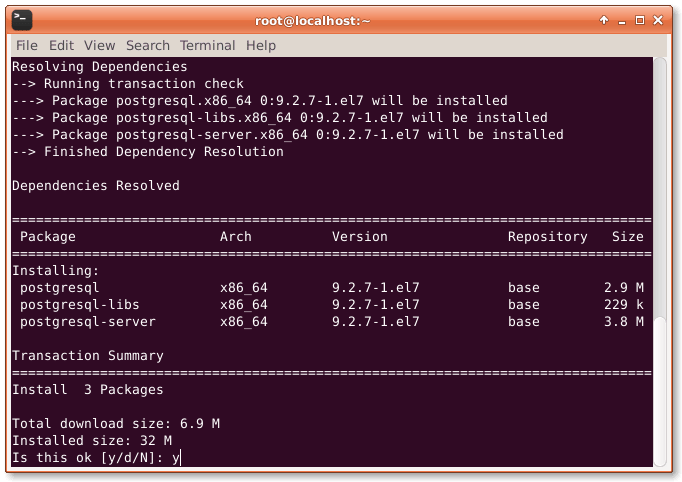 root@localhost:~
File Edit View Search Terminal Help
Resolving Dependencies
--> Running transaction check
---> Package postgresql.x86_64 0:9.2.7-1.el7 will be installed
---> Package postgresql-libs.x86_64 0:9.2.7-1.el7 will be installed
---> Package postgresql-server.x86_64 0:9.2.7-1.el7 will be installed
--> Finished Dependency Resolution
Dependencies Resolved
================================================================================
Package Arch Version Repository Size
================================================================================
Installing:
postgresql x86_64 9.2.7-1.el7 base 2.9 M
postgresql-libs x86_64 9.2.7-1.el7 base 229 k
postgresql-server x86_64 9.2.7-1.el7 base 3.8 M
Transaction Summary
================================================================================
Install 3 Packages
Total download size: 6.9 M
Installed size: 32 M
Is this ok [y/d/N]: y